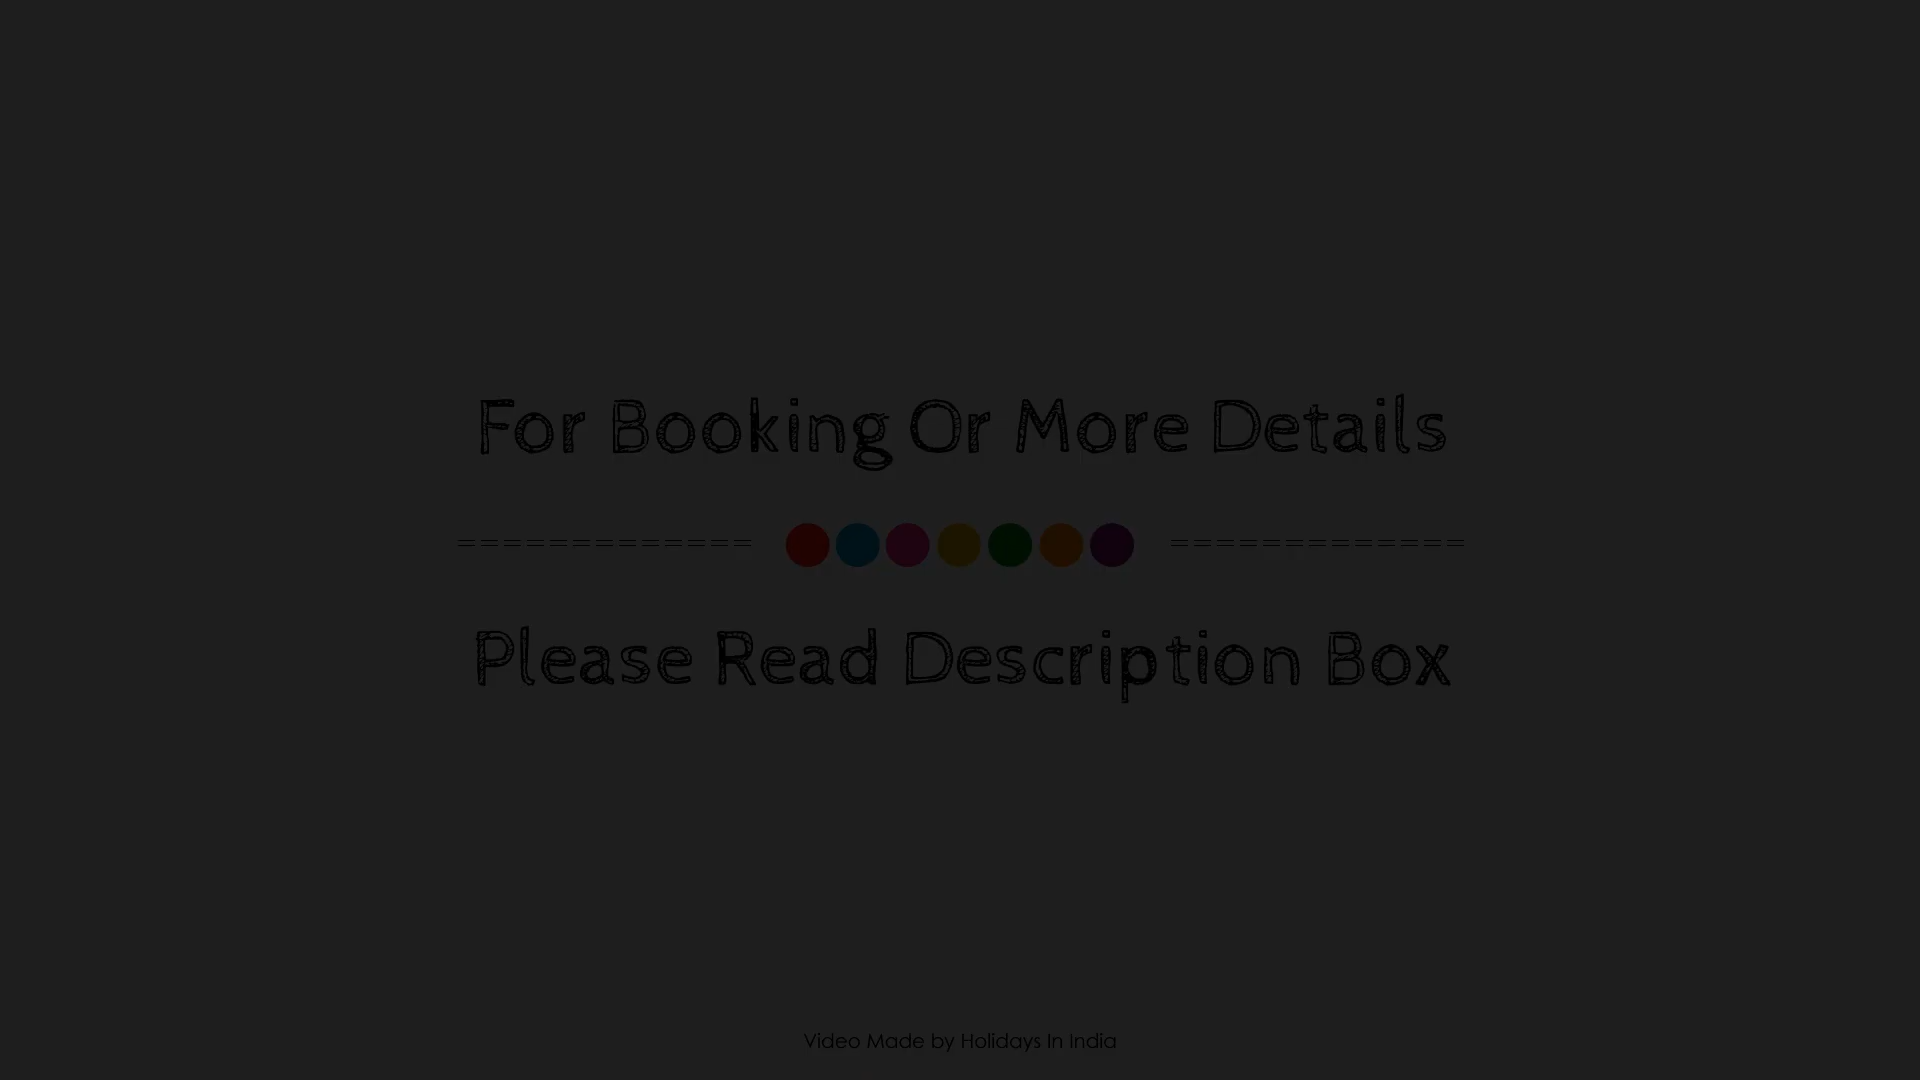 For Booking Or More Details
============= =============
Please Read Description Box
Video Made by Holidays In India